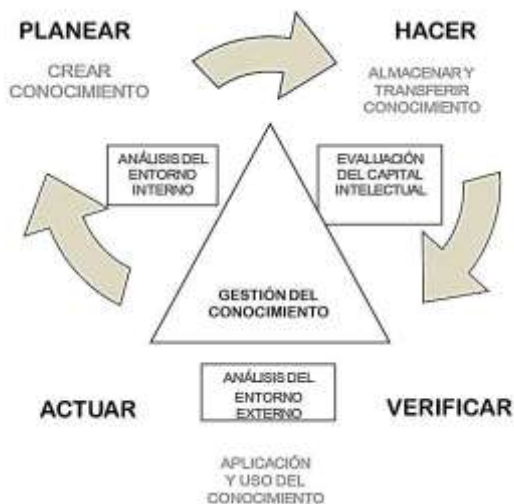 PLANEAR
CREAR
CONOCIMIENTO
HACER
ALMACENAR Y
TRANSFERIR
CONOCIMIENTO
ANÁLISIS DEL
ENTORNO
INTERNO
EVALUACIÓN
DEL CAPITAL
INTELECTUAL
GESTIÓN DEL
CONOCIMIENTO
ACTUAR
ANÁLISIS DEL
ENTORNO
EXTERNO
VERIFICAR
APLICACIÓN
Y USO DEL
CONOCIMIENTO